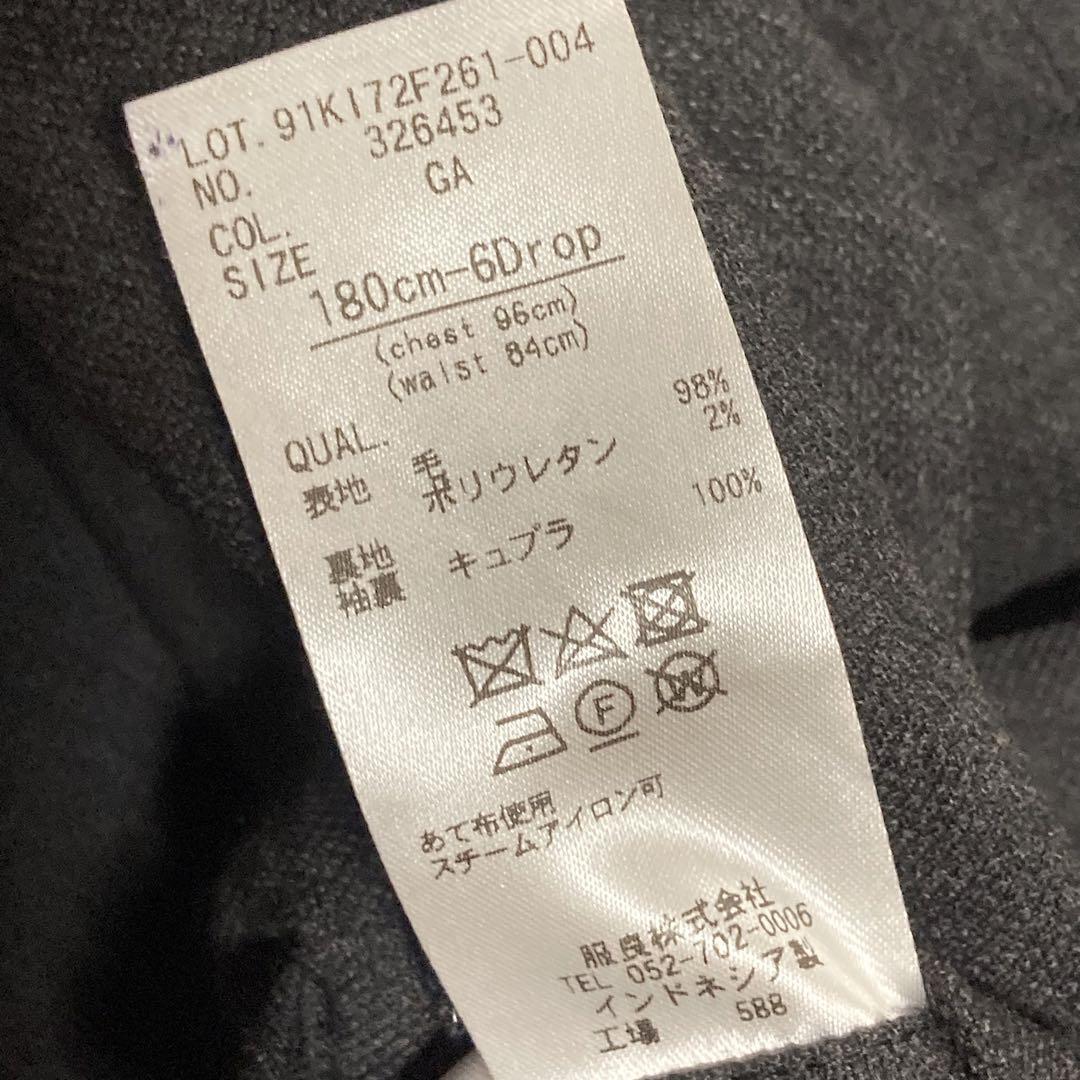 LOT. 91KI72F261-004
NO. 326453
COL. GA
SIZE
180cm-6Drop
(chest 96cm)
(waist 84cm)
QUAL.
表地 毛 98%
ポリウレタン 2%
裏地 キュプラ 100%
袖裏
F
W
あて布使用
スチームアイロン可
服良株式会社
TEL 052-702-0006
インドネシア製
工場 588